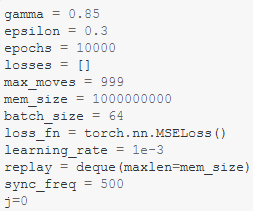 gamma = 0.85
epsilon = 0.3
epochs = 10000
losses = []
max_moves = 999
mem_size = 1000000000
batch_size = 64
loss_fn = torch.nn.MSELoss()
learning_rate = 1e-3
replay = deque(maxlen=mem_size)
sync_freq = 500
j=0